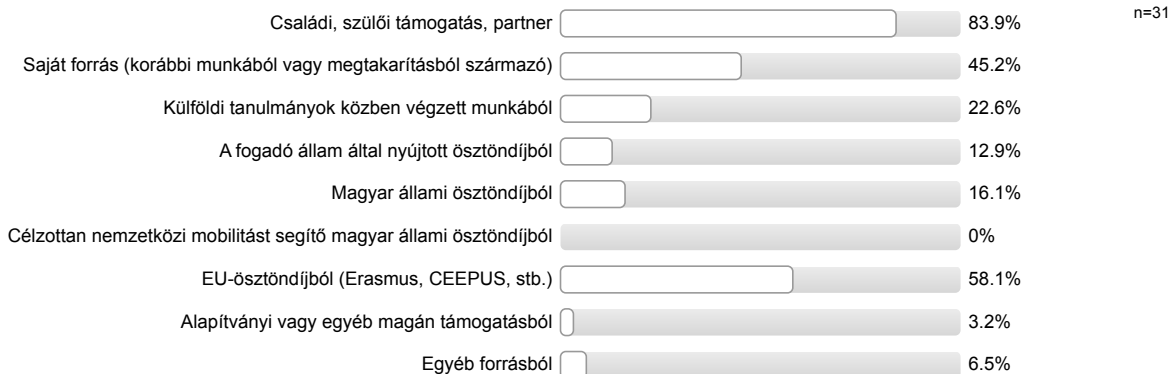 Családi, szülői támogatás, partner 83.9% n=31
Saját forrás (korábbi munkából vagy megtakarításból származó) 45.2%
Külföldi tanulmányok közben végzett munkából 22.6%
A fogadó állam által nyújtott ösztöndíjból 12.9%
Magyar állami ösztöndíjból 16.1%
Célzottan nemzetközi mobilitást segítő magyar állami ösztöndíjból 0%
EU-ösztöndíjból (Erasmus, CEEPUS, stb.) 58.1%
Alapítványi vagy egyéb magán támogatásból 3.2%
Egyéb forrásból 6.5%